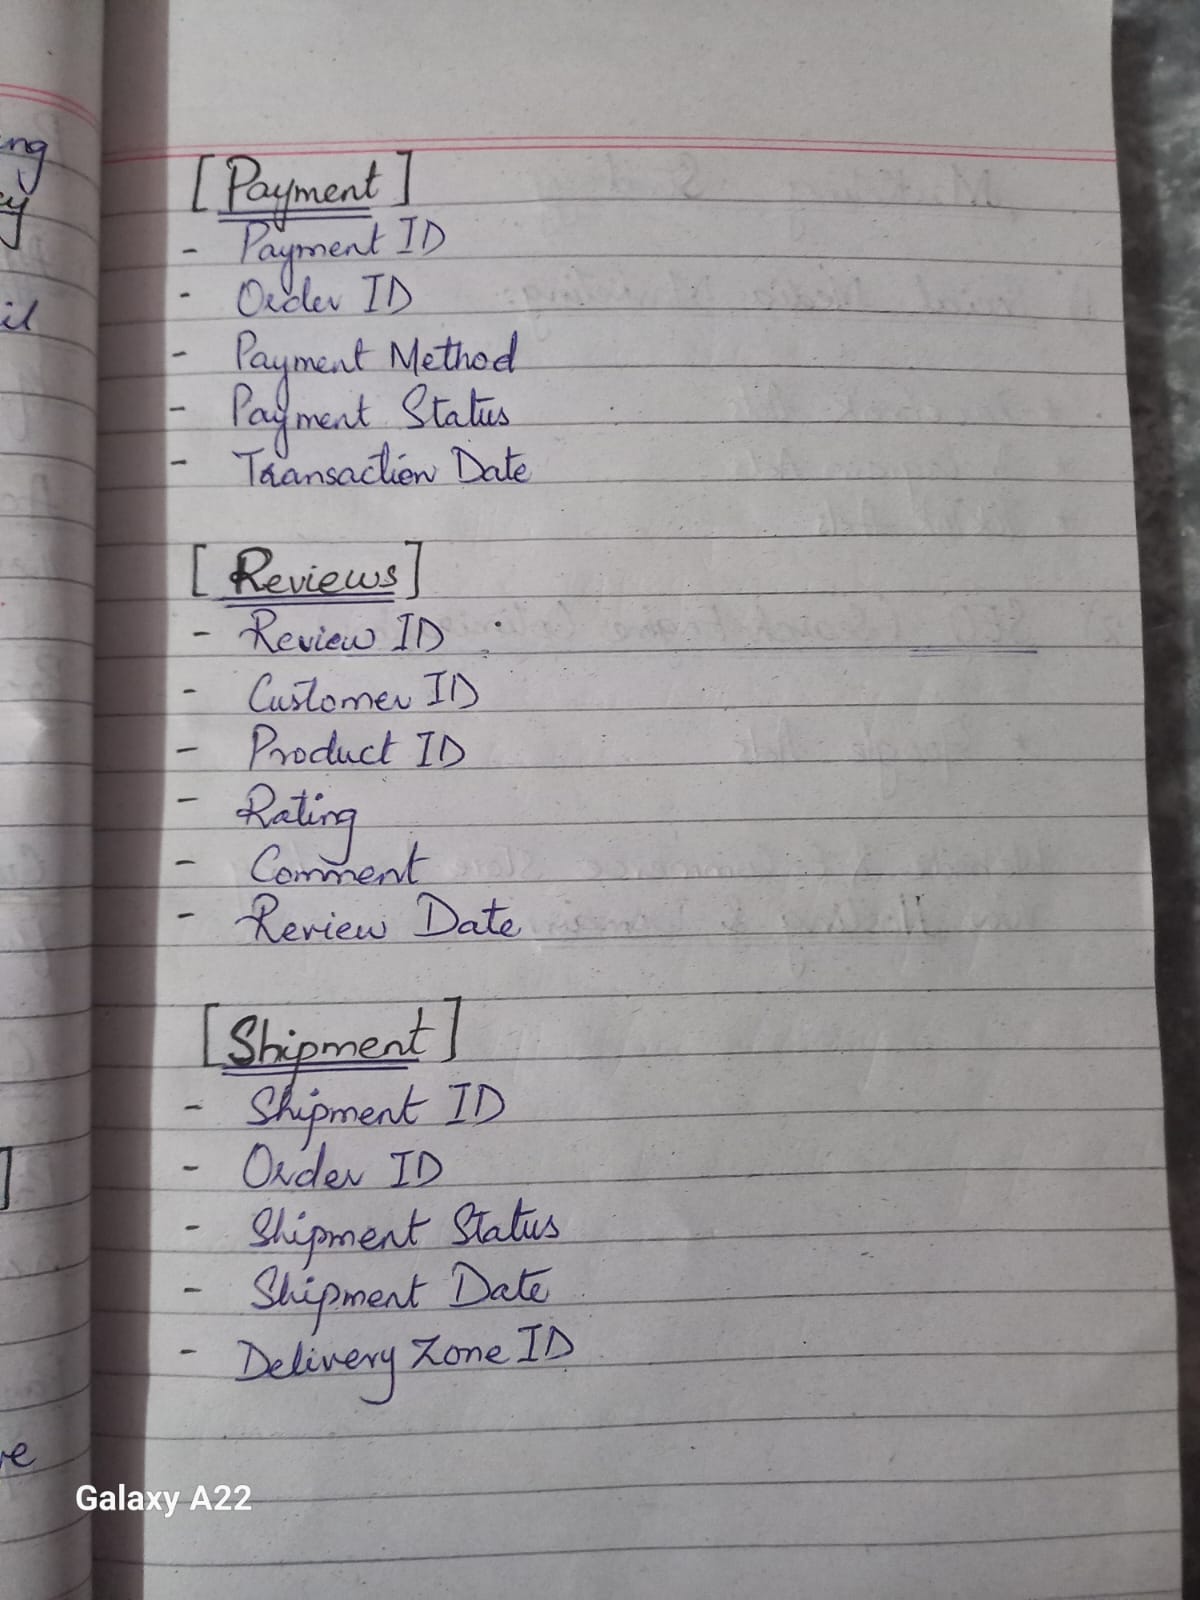 [Payment]
- Payment ID
- Order ID
- Payment Method
- Payment Status
- Transaction Date
[Reviews]
- Review ID
- Customer ID
- Product ID
- Rating
- Comment
- Review Date
[Shipment]
- Shipment ID
- Order ID
- Shipment Status
- Shipment Date
- Delivery Zone ID
Galaxy A22